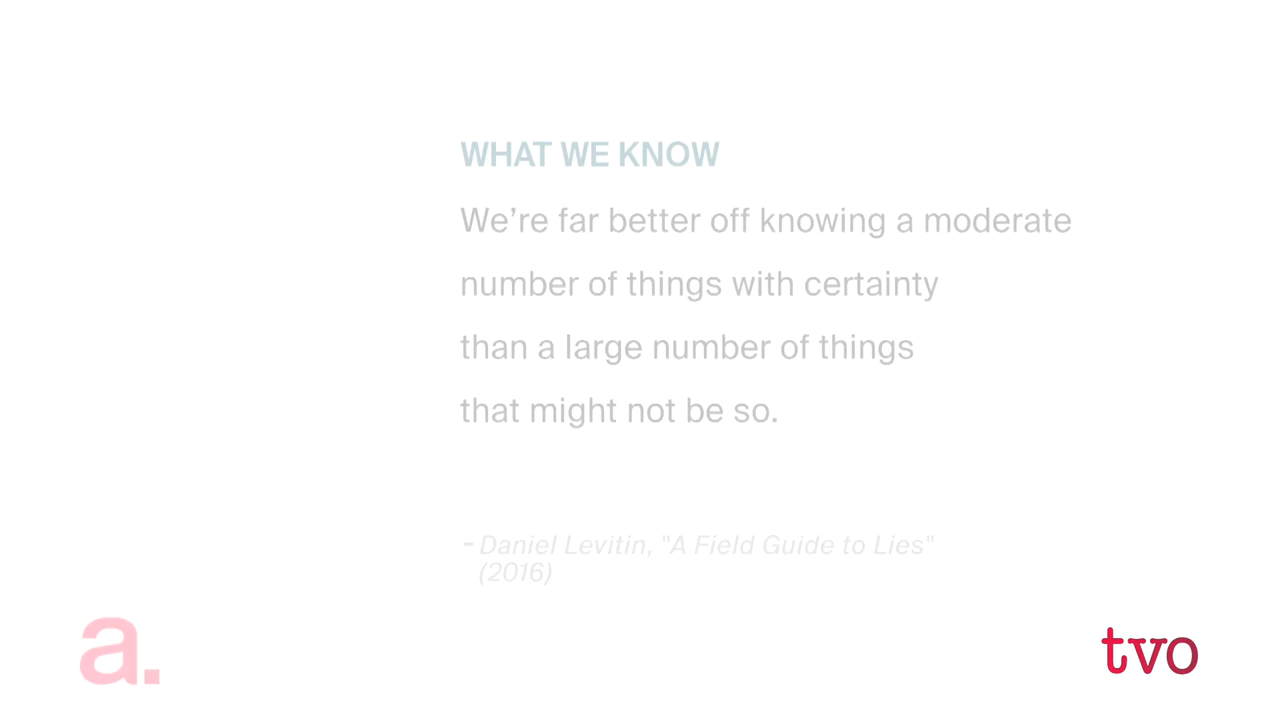 WHAT WE KNOW
We’re far better off knowing a moderate
number of things with certainty
than a large number of things
that might not be so.
- Daniel Levitin, "A Field Guide to Lies"
(2016)
a.
tvo